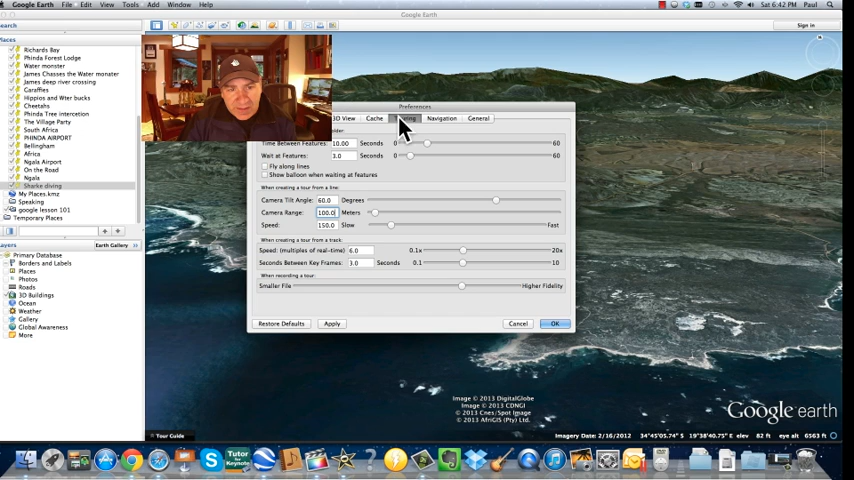 Google Earth File Edit View Tools Add Window Help Sat 6:42 PM Paul
Google Earth
Search
Sign in
Places
Richards Bay
Phinda Forest Lodge
Water monster
James Chasses the Water monster
James deep river crossing
Garaffies
Hippios and Wter bucks
Cheetahs
Phinda Tree intercetion
The Village Party
South Africa
PHINDA AIRPORT
Bellingham
Africa
Ngala Airport
On the Road
Ngala
Sharke diving
My Places.kmz
Speaking
google lesson 101
Temporary Places
Layers Earth Gallery
Primary Database
Borders and Labels
Places
Photos
Roads
3D Buildings
Ocean
Weather
Gallery
Global Awareness
More
Preferences
3D View Cache Touring Navigation General
Time Between Features: 10.00 Seconds 0 60
Wait at Features: 3.0 Seconds 0 60
Fly along lines
Show balloon when waiting at features
When creating a tour from a line:
Camera Tilt Angle: 60.0 Degrees
Camera Range: 100.0 Meters
Speed: 150.0 Slow Fast
When creating a tour from a track:
Speed: (multiples of real-time) 6.0 0.1x 20x
Seconds Between Key Frames: 3.0 Seconds 0.1 10
When recording a tour:
Smaller File Higher Fidelity
Restore Defaults Apply Cancel OK
Image © 2013 DigitalGlobe
Image © 2013 CDNGI
© 2013 Cnes/Spot Image
© 2013 AfriGIS (Pty) Ltd.
Google earth
Tour Guide
Imagery Date: 2/16/2012 34°45'05.74" S 19°38'40.75" E elev 82 ft eye alt 6563 ft
Tutor for Keynote